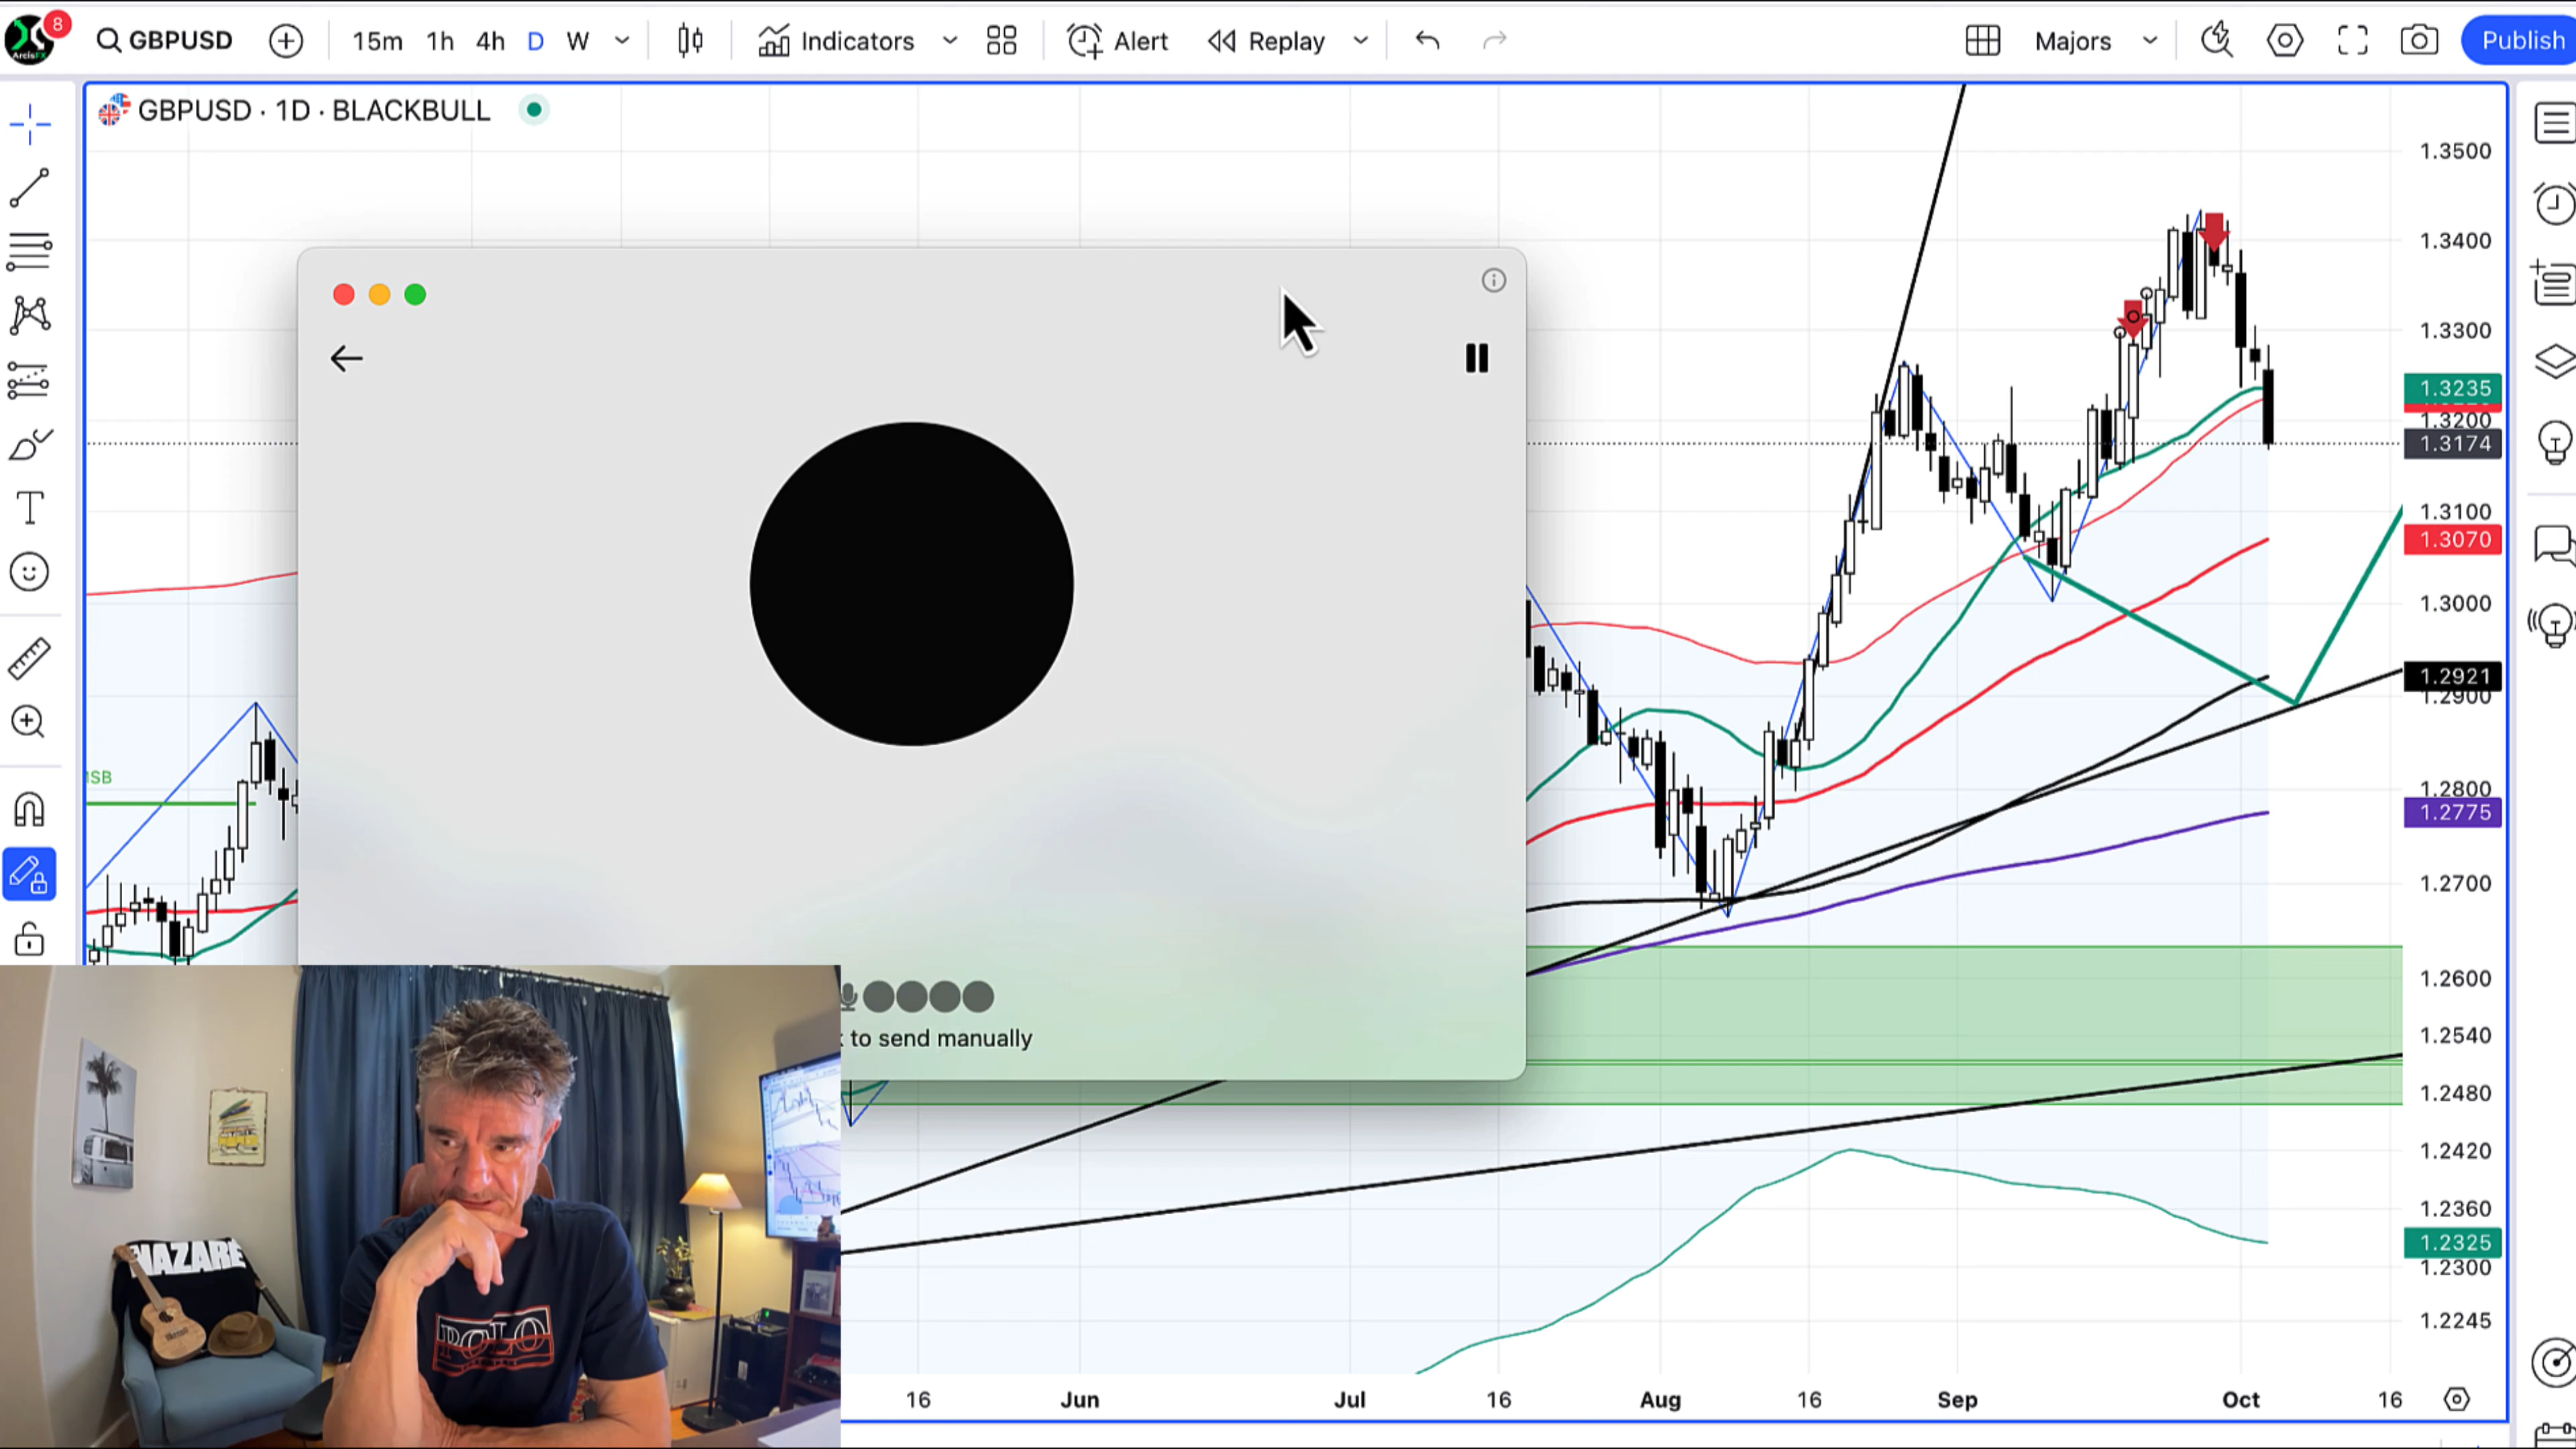 8
ArcisFX
GBPUSD
15m 1h 4h D W
Indicators
Alert
Replay
Majors
Publish
GBPUSD · 1D · BLACKBULL
1.3500
1.3400
1.3300
1.3235
1.3200
1.3174
1.3100
1.3070
1.3000
1.2921
1.2900
1.2800
1.2775
1.2700
1.2600
1.2540
1.2480
1.2420
1.2360
1.2325
1.2300
1.2245
to send manually
NAZARÉ
POLO
16 Jun Jul 16 Aug 16 Sep Oct 16